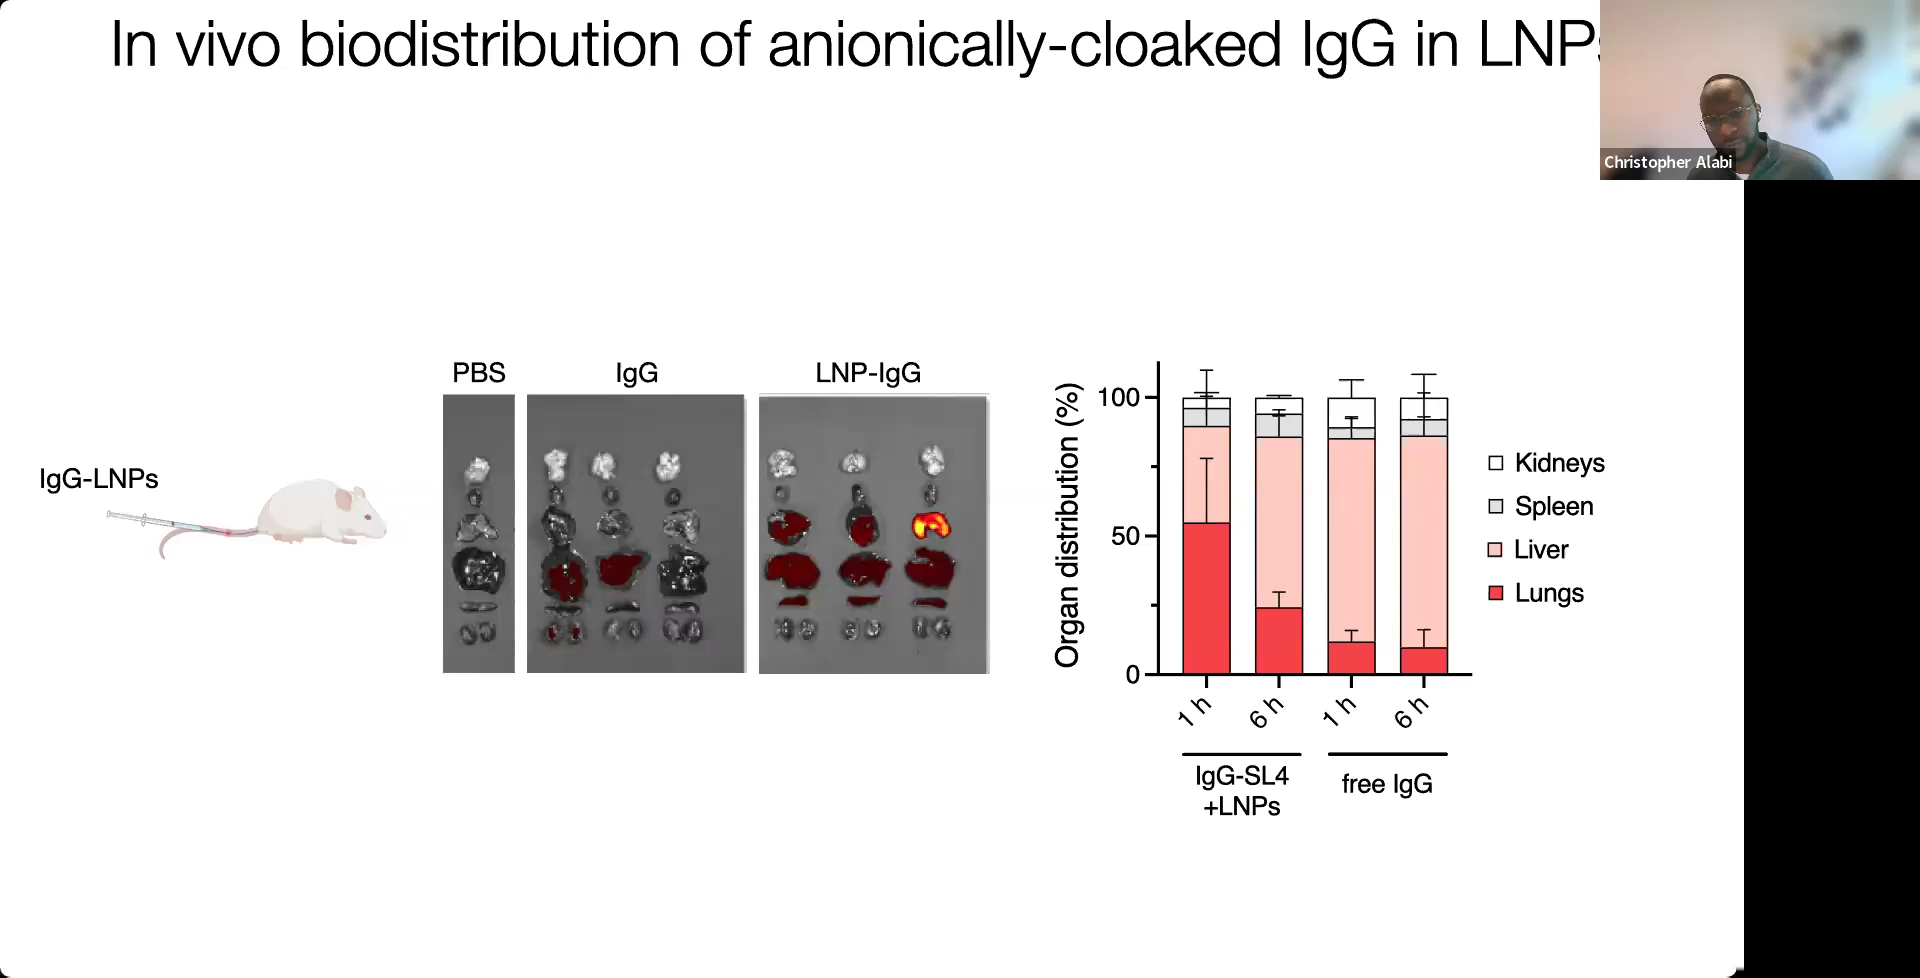 In vivo biodistribution of anionically-cloaked IgG in LNPs
Christopher Alabi
IgG-LNPs
PBS
IgG
LNP-IgG
Organ distribution (%)
100
50
0
1 h
6 h
1 h
6 h
IgG-SL4
+LNPs
free IgG
Kidneys
Spleen
Liver
Lungs